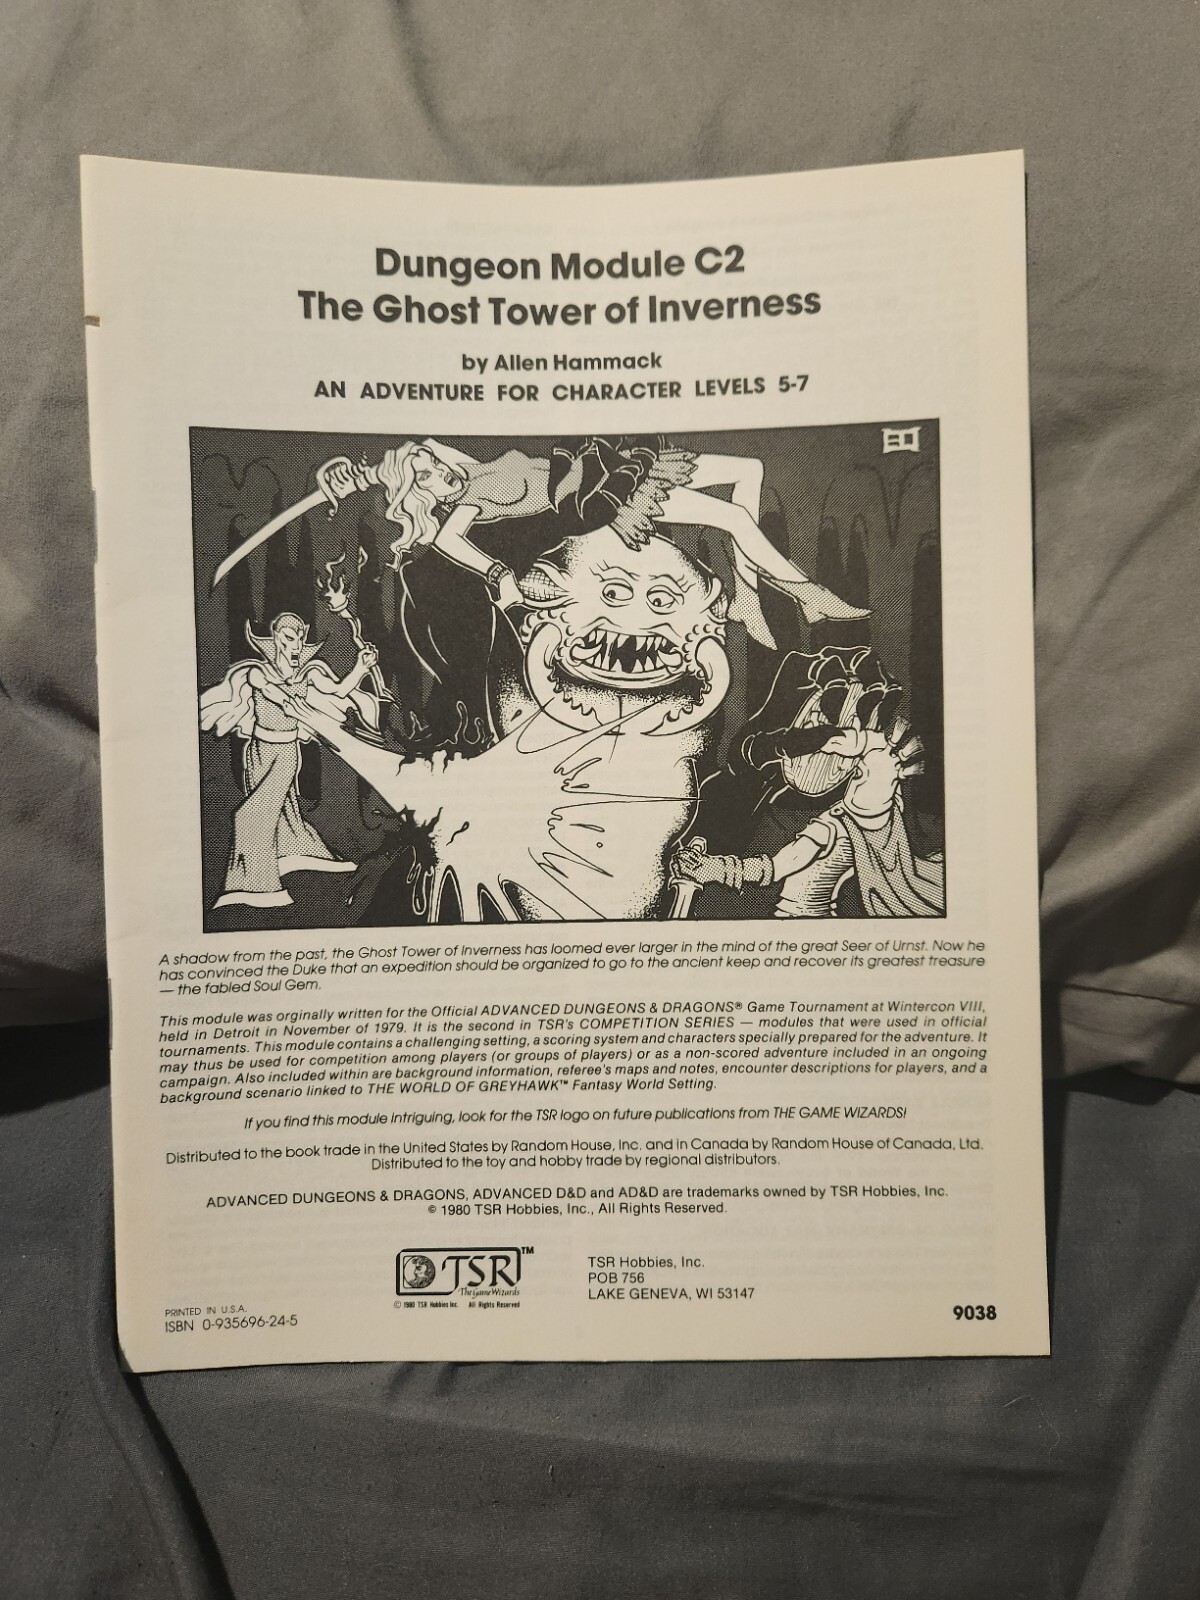 Dungeon Module C2
The Ghost Tower of Inverness
by Allen Hammack
AN ADVENTURE FOR CHARACTER LEVELS 5-7
A shadow from the past, the Ghost Tower of Inverness has loomed ever larger in the mind of the great Seer of Urnst. Now he
has convinced the Duke that an expedition should be organized to go to the ancient keep and recover its greatest treasure
— the fabled Soul Gem.
This module was orginally written for the Official ADVANCED DUNGEONS & DRAGONS® Game Tournament at Wintercon VIII,
held in Detroit in November of 1979. It is the second in TSR's COMPETITION SERIES — modules that were used in official
tournaments. This module contains a challenging setting, a scoring system and characters specially prepared for the adventure. It
may thus be used for competition among players (or groups of players) or as a non-scored adventure included in an ongoing
campaign. Also included within are background information, referee's maps and notes, encounter descriptions for players, and a
background scenario linked to THE WORLD OF GREYHAWK™ Fantasy World Setting.
If you find this module intriguing, look for the TSR logo on future publications from THE GAME WIZARDS!
Distributed to the book trade in the United States by Random House, Inc. and in Canada by Random House of Canada, Ltd.
Distributed to the toy and hobby trade by regional distributors.
ADVANCED DUNGEONS & DRAGONS, ADVANCED D&D and AD&D are trademarks owned by TSR Hobbies, Inc.
© 1980 TSR Hobbies, Inc., All Rights Reserved.
TSR™
The Game Wizards
© 1980 TSR Hobbies Inc. All Rights Reserved
TSR Hobbies, Inc.
POB 756
LAKE GENEVA, WI 53147
PRINTED IN U.S.A.
ISBN 0-935696-24-5
9038